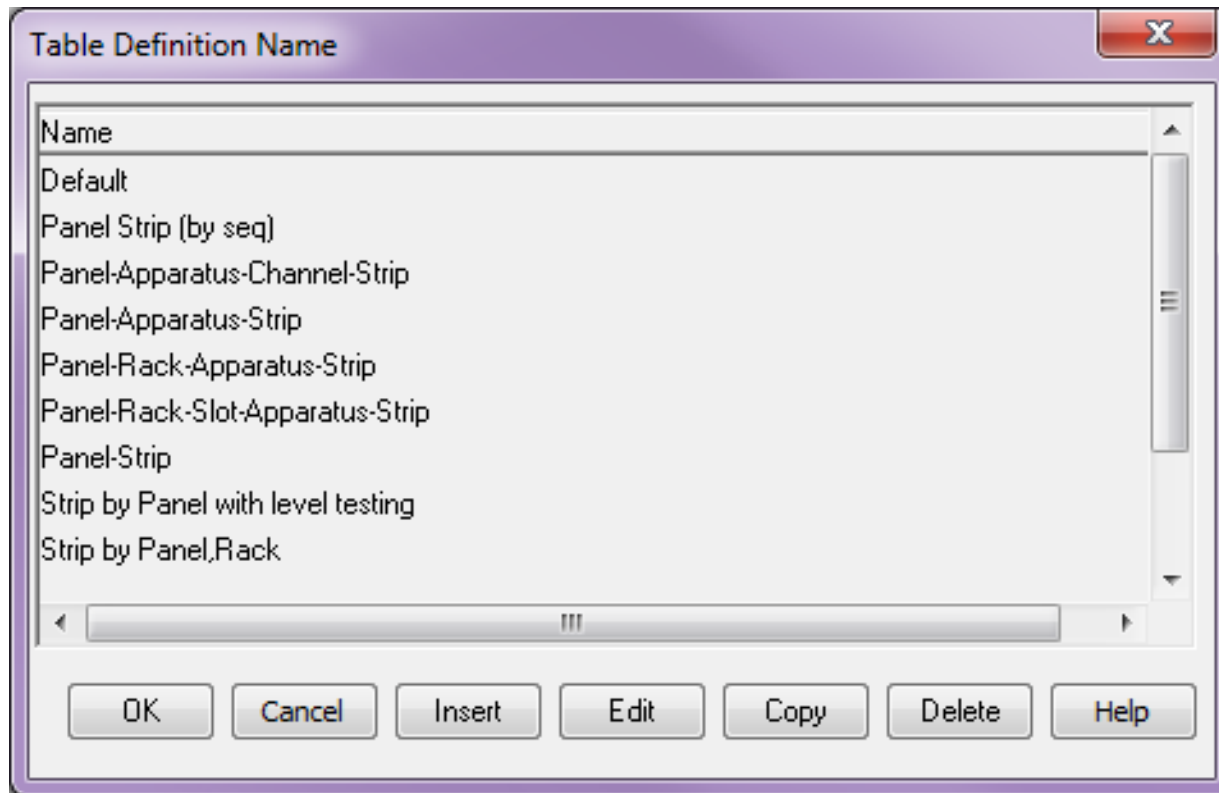 Table Definition Name
Name
Default
Panel Strip (by seq)
Panel-Apparatus-Channel-Strip
Panel-Apparatus-Strip
Panel-Rack-Apparatus-Strip
Panel-Rack-Slot-Apparatus-Strip
Panel-Strip
Strip by Panel with level testing
Strip by Panel,Rack
OK Cancel Insert Edit Copy Delete Help